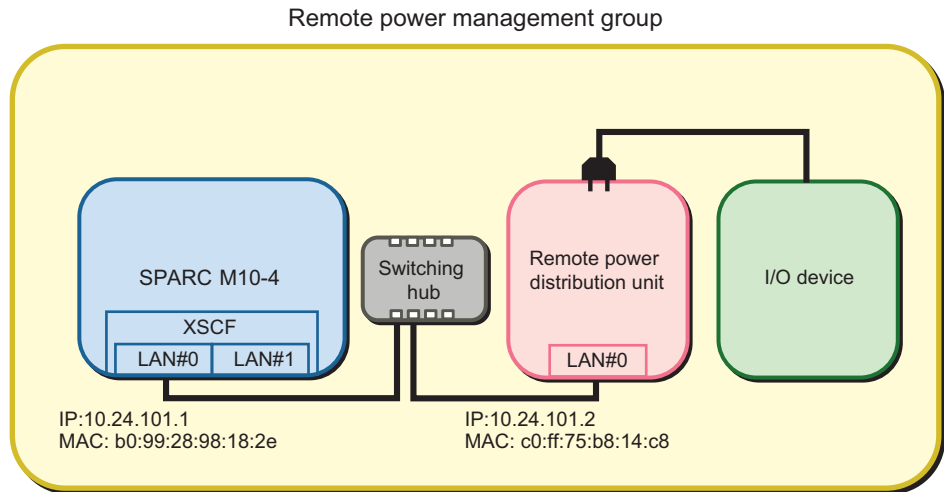 Remote power management group
SPARC M10-4
XSCF
LAN#0
LAN#1
IP:10.24.101.1
MAC: b0:99:28:98:18:2e
Switching
hub
Remote power
distribution unit
LAN#0
IP:10.24.101.2
MAC: c0:ff:75:b8:14:c8
I/O device